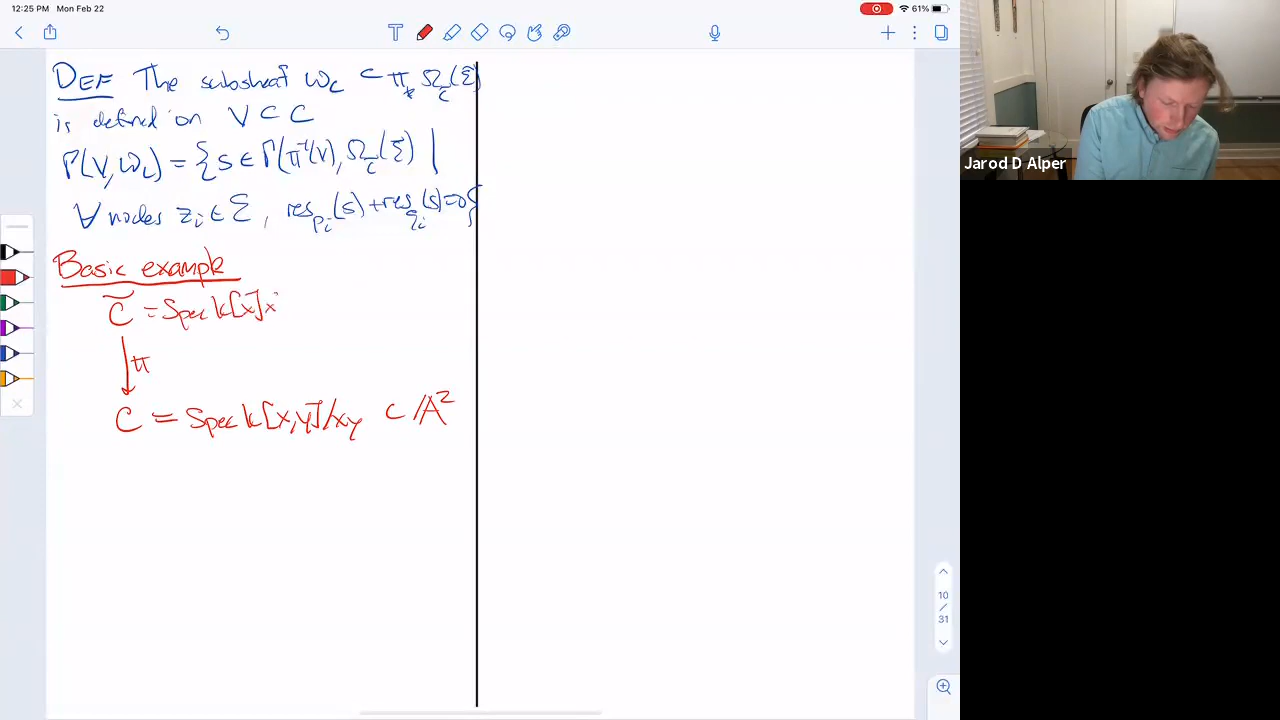 12:25 PM Mon Feb 22
61%
DEF The subsheaf ω_C ⊂ π_* Ω_C̃(Σ̃)
is defined on V ⊂ C
Γ(V, ω_C) = { s ∈ Γ(π⁻¹(V), Ω_C̃(Σ̃)) |
∀ nodes z_i ∈ Σ, res_{p_i}(s) + res_{q_i}(s) = 0 }
Basic example
C̃ = Spec k[x] x
↓ π
C = Spec k[x,y]/xy ⊂ A²
Jarod D Alper
10
/
31